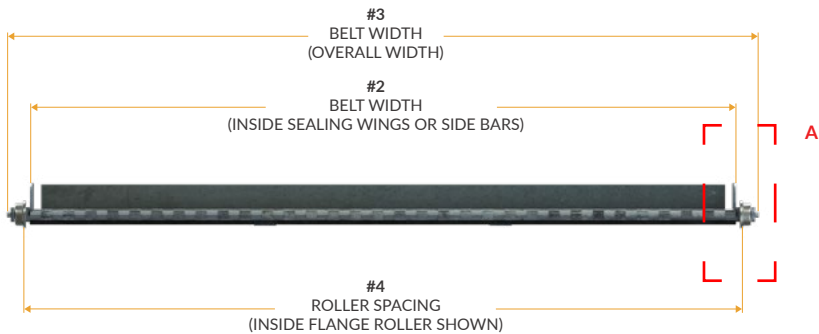 #3
BELT WIDTH
(OVERALL WIDTH)
#2
BELT WIDTH
(INSIDE SEALING WINGS OR SIDE BARS)
A
#4
ROLLER SPACING
(INSIDE FLANGE ROLLER SHOWN)